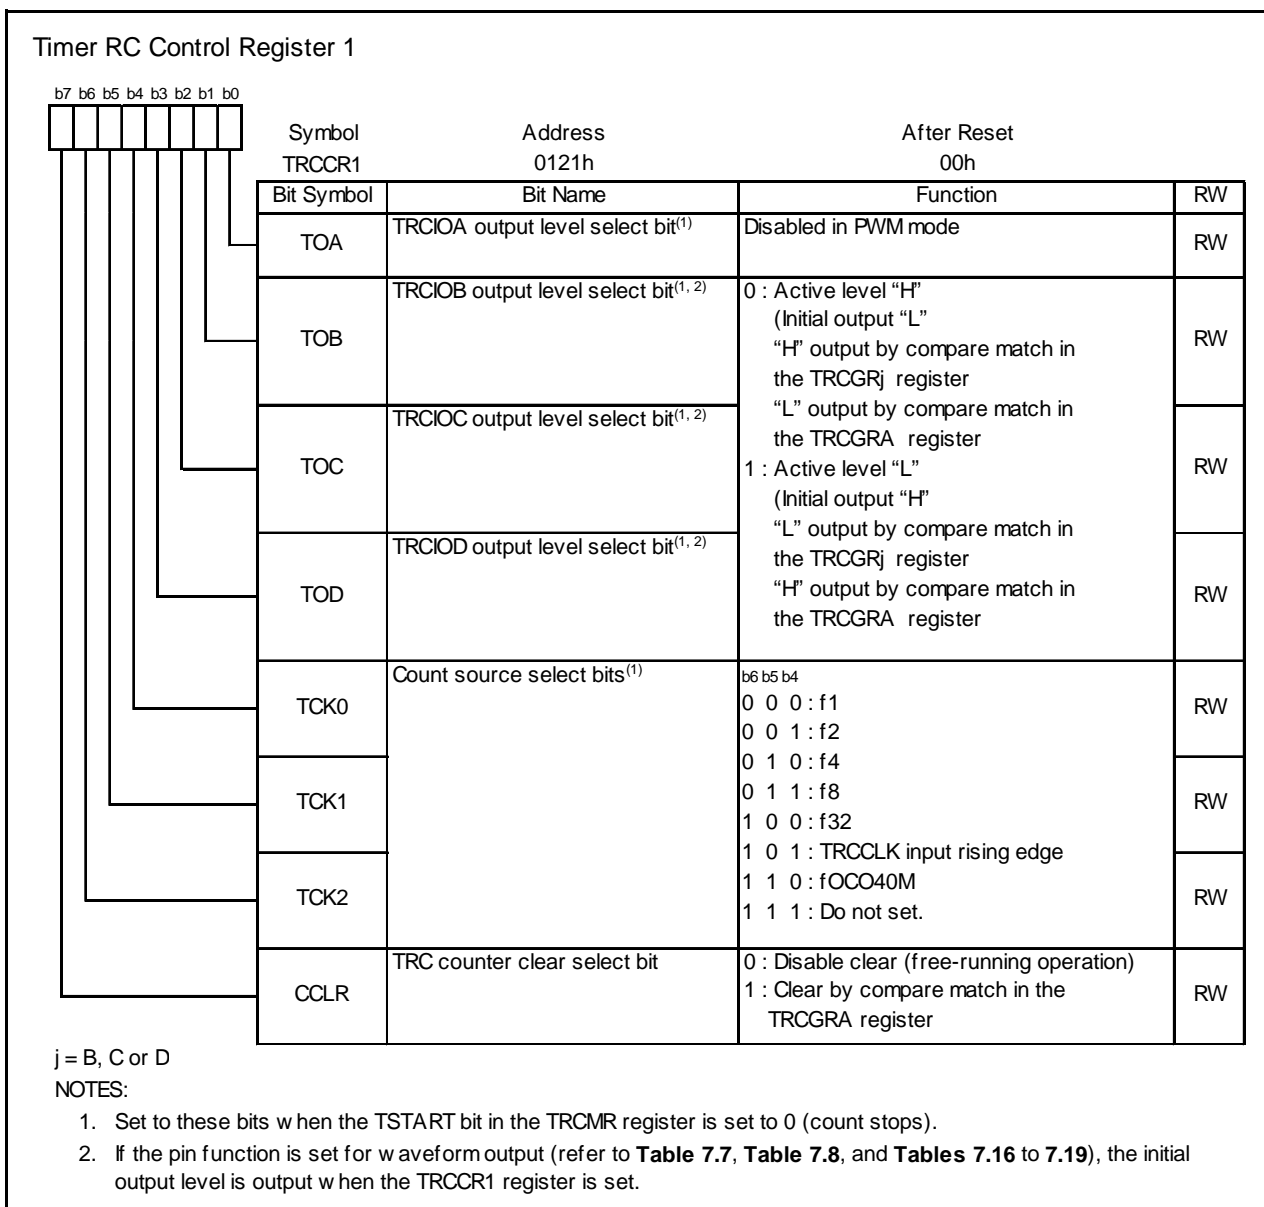 Timer RC Control Register 1
b7 b6 b5 b4 b3 b2 b1 b0
Symbol Address After Reset
TRCCR1 0121h 00h
Bit Symbol Bit Name Function RW
TOA TRCIOA output level select bit(1) Disabled in PWM mode RW
TOB TRCIOB output level select bit(1, 2) RW
0 : Active level “H”
(Initial output “L”
“H” output by compare match in
the TRCGRj register
“L” output by compare match in
the TRCGRA register
TOC TRCIOC output level select bit(1, 2) RW
1 : Active level “L”
(Initial output “H”
“L” output by compare match in
the TRCGRj register
“H” output by compare match in
the TRCGRA register
TOD TRCIOD output level select bit(1, 2) RW
TCK0 Count source select bits(1) RW
b6 b5 b4
0 0 0 : f1
0 0 1 : f2
0 1 0 : f4
TCK1 RW
0 1 1 : f8
1 0 0 : f32
1 0 1 : TRCCLK input rising edge
TCK2 RW
1 1 0 : fOCO40M
1 1 1 : Do not set.
CCLR TRC counter clear select bit RW
0 : Disable clear (free-running operation)
1 : Clear by compare match in the
TRCGRA register
j = B, C or D
NOTES:
1. Set to these bits when the TSTART bit in the TRCMR register is set to 0 (count stops).
2. If the pin function is set for waveform output (refer to Table 7.7, Table 7.8, and Tables 7.16 to 7.19), the initial
output level is output when the TRCCR1 register is set.